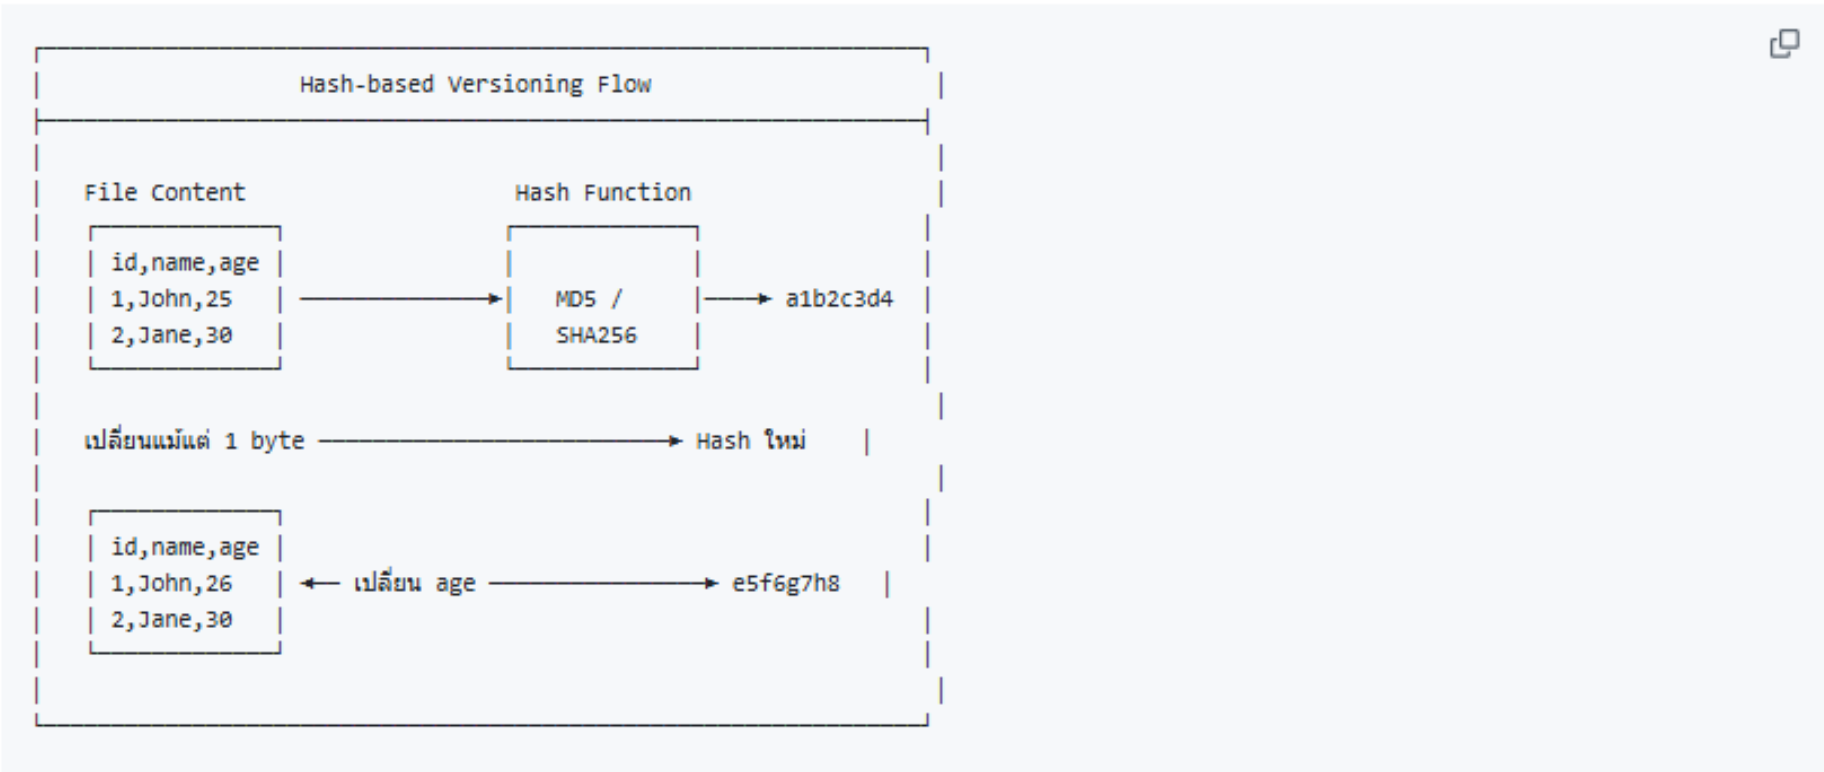 Hash-based Versioning Flow
File Content Hash Function
id,name,age
1,John,25 MD5 / a1b2c3d4
2,Jane,30 SHA256
เปลี่ยนแม้แต่ 1 byte Hash ใหม่
id,name,age
1,John,26 เปลี่ยน age e5f6g7h8
2,Jane,30